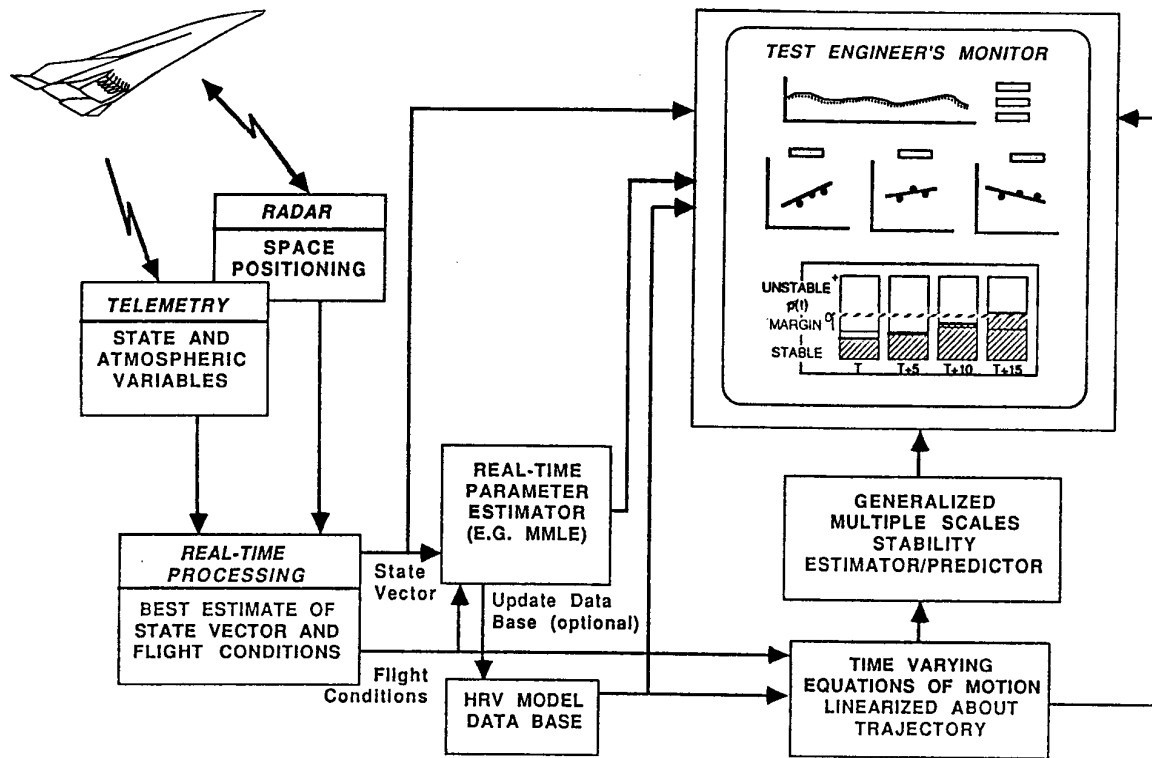 TEST ENGINEER'S MONITOR
RADAR
SPACE
POSITIONING
TELEMETRY
STATE AND
ATMOSPHERIC
VARIABLES
UNSTABLE +
p(t)
MARGIN 0
STABLE
T T+5 T+10 T+15
REAL-TIME
PROCESSING
BEST ESTIMATE OF
STATE VECTOR AND
FLIGHT CONDITIONS
State
Vector
Flight
Conditions
REAL-TIME
PARAMETER
ESTIMATOR
(E.G. MMLE)
Update Data
Base (optional)
HRV MODEL
DATA BASE
GENERALIZED
MULTIPLE SCALES
STABILITY
ESTIMATOR/PREDICTOR
TIME VARYING
EQUATIONS OF MOTION
LINEARIZED ABOUT
TRAJECTORY